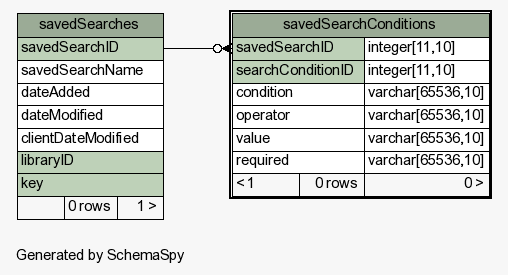 savedSearches
savedSearchID
savedSearchName
dateAdded
dateModified
clientDateModified
libraryID
key
0 rows 1 >
savedSearchConditions
savedSearchID integer[11,10]
searchConditionID integer[11,10]
condition varchar[65536,10]
operator varchar[65536,10]
value varchar[65536,10]
required varchar[65536,10]
< 1 0 rows 0 >
Generated by SchemaSpy